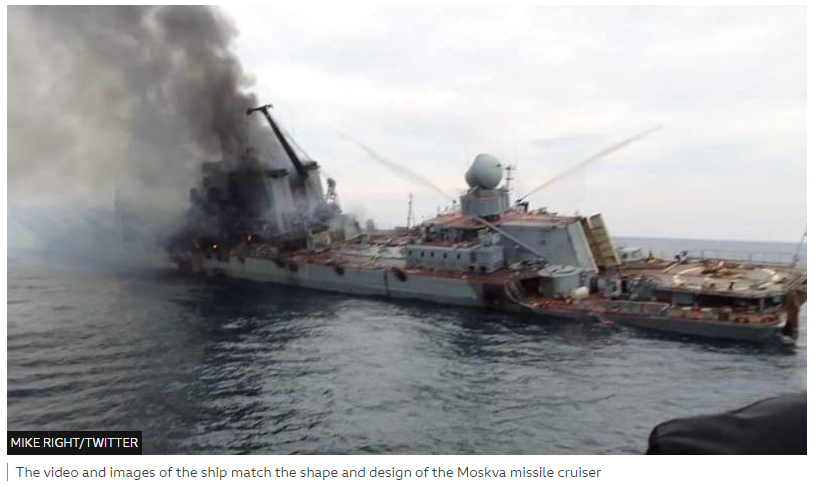 MIKE RIGHT/TWITTER
The video and images of the ship match the shape and design of the Moskva missile cruiser